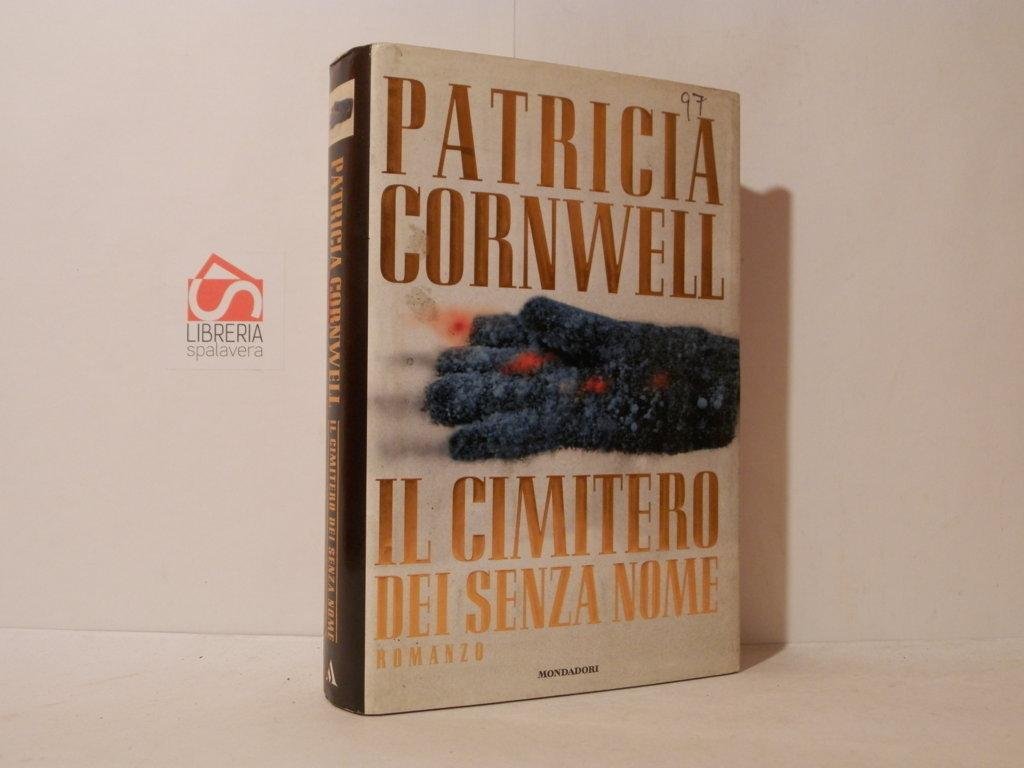 97
PATRICIA
CORNWELL
IL CIMITERO
DEI SENZA NOME
ROMANZO
MONDADORI
PATRICIA CORNWELL IL CIMITERO DEI SENZA NOME
LIBRERIA
spalavera